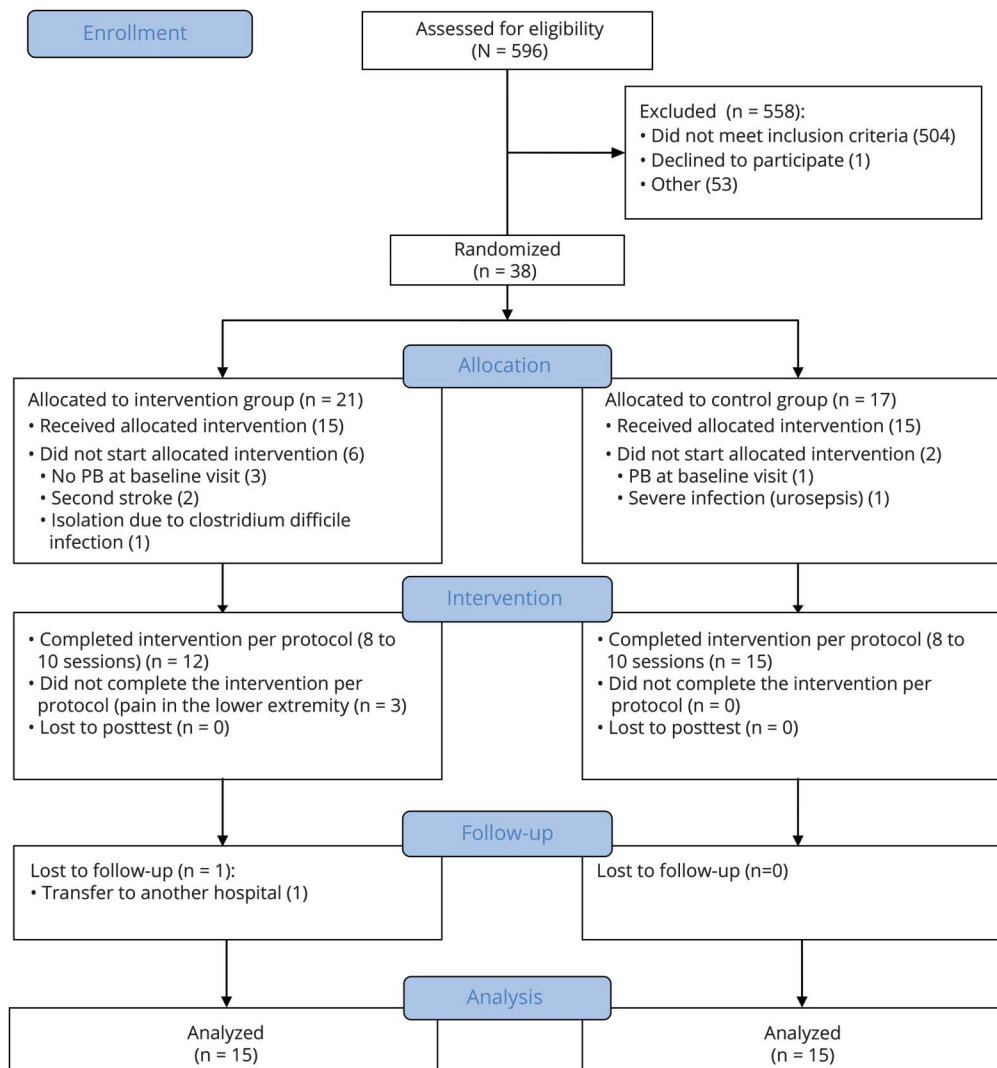 Enrollment
Assessed for eligibility
(N = 596)
Excluded (n = 558):
• Did not meet inclusion criteria (504)
• Declined to participate (1)
• Other (53)
Randomized
(n = 38)
Allocation
Allocated to intervention group (n = 21)
• Received allocated intervention (15)
• Did not start allocated intervention (6)
• No PB at baseline visit (3)
• Second stroke (2)
• Isolation due to clostridium difficile
infection (1)
Allocated to control group (n = 17)
• Received allocated intervention (15)
• Did not start allocated intervention (2)
• PB at baseline visit (1)
• Severe infection (urosepsis) (1)
Intervention
• Completed intervention per protocol (8 to
10 sessions) (n = 12)
• Did not complete the intervention per
protocol (pain in the lower extremity (n = 3)
• Lost to posttest (n = 0)
• Completed intervention per protocol (8 to
10 sessions (n = 15)
• Did not complete the intervention per
protocol (n = 0)
• Lost to posttest (n = 0)
Follow-up
Lost to follow-up (n = 1):
• Transfer to another hospital (1)
Lost to follow-up (n=0)
Analysis
Analyzed
(n = 15)
Analyzed
(n = 15)